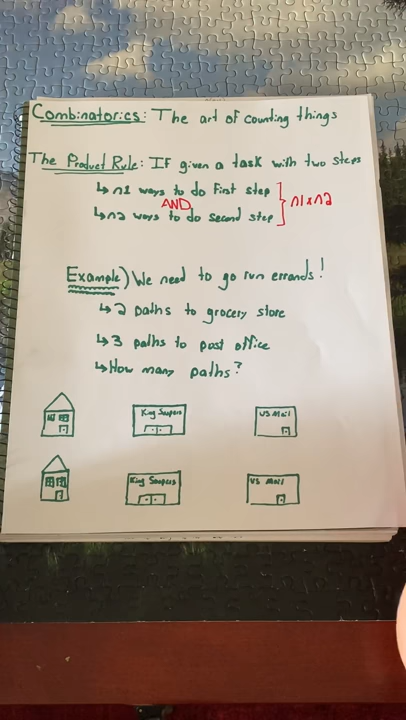 Combinatorics: The art of counting things
The Product Rule: IF given a task with two steps
↳ n1 ways to do first step
AND
n1 x n2
↳ n2 ways to do second step
Example) We need to go run errands!
↳ 2 paths to grocery store
↳ 3 paths to post office
↳ How many paths?
King Soopers
US Mail
King Soopers
US Mail